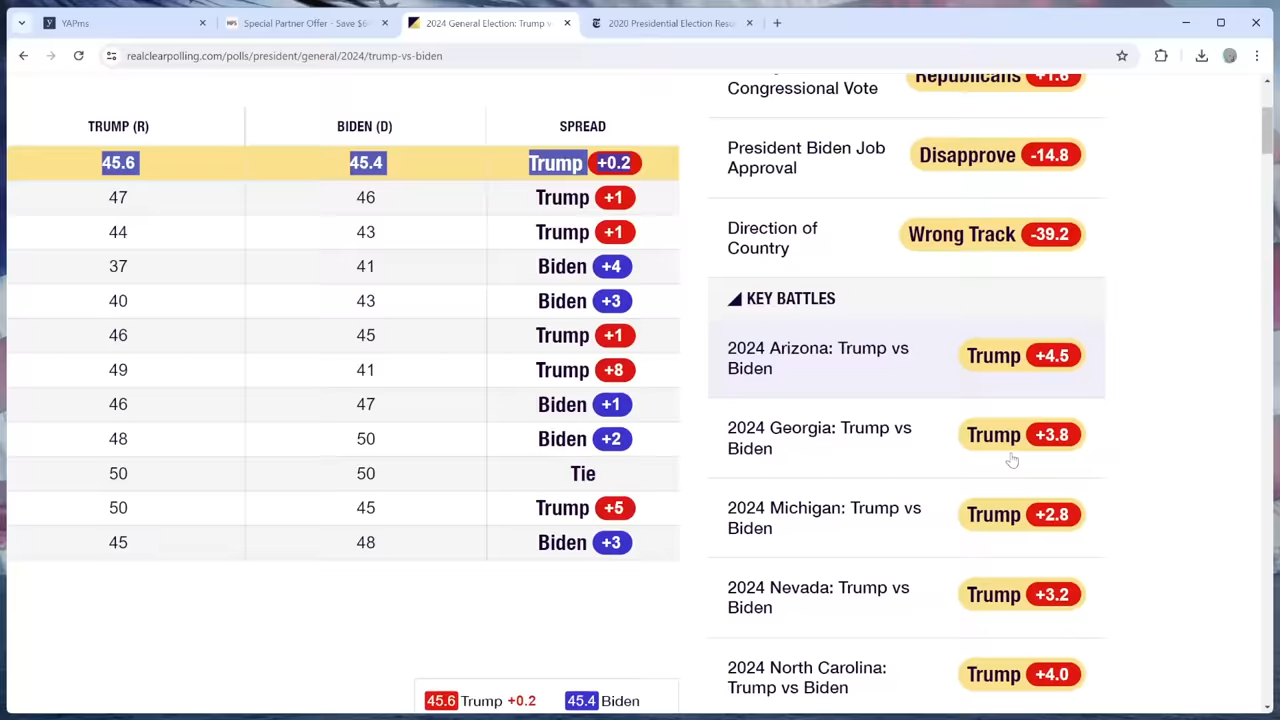 YAPms
Special Partner Offer - Save $6
2024 General Election: Trump v
2020 Presidential Election Res
realclearpolling.com/polls/president/general/2024/trump-vs-biden
TRUMP (R) BIDEN (D) SPREAD
45.6 45.4 Trump +0.2
47 46 Trump +1
44 43 Trump +1
37 41 Biden +4
40 43 Biden +3
46 45 Trump +1
49 41 Trump +8
46 47 Biden +1
48 50 Biden +2
50 50 Tie
50 45 Trump +5
45 48 Biden +3
45.6 Trump +0.2 45.4 Biden
Congressional Vote
Republicans +1.6
President Biden Job
Approval
Disapprove -14.8
Direction of
Country
Wrong Track -39.2
KEY BATTLES
2024 Arizona: Trump vs
Biden
Trump +4.5
2024 Georgia: Trump vs
Biden
Trump +3.8
2024 Michigan: Trump vs
Biden
Trump +2.8
2024 Nevada: Trump vs
Biden
Trump +3.2
2024 North Carolina:
Trump vs Biden
Trump +4.0